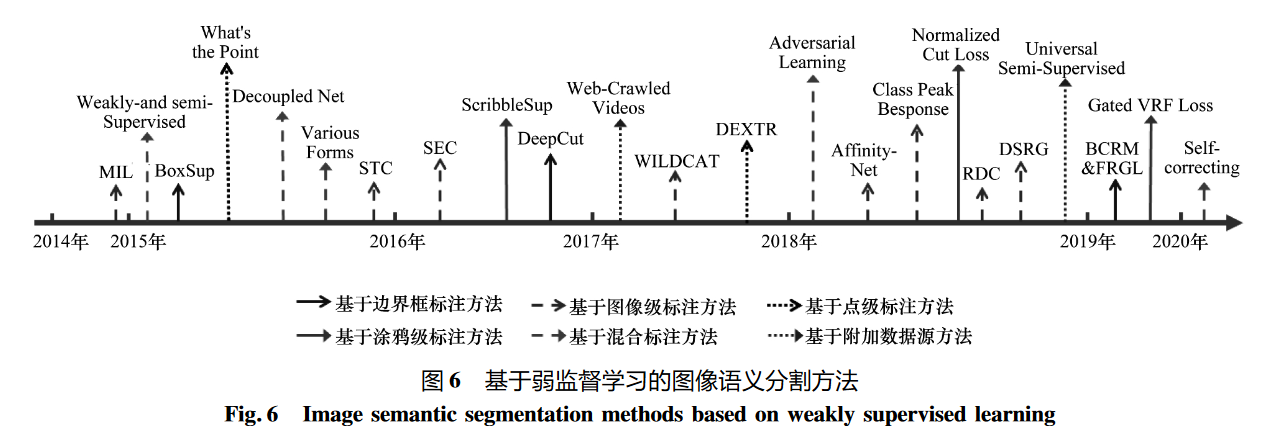 What's
the Point
Weakly-and semi-
Supervised
MIL
BoxSup
Decoupled Net
Various
Forms
STC
SEC
ScribbleSup
DeepCut
Web-Crawled
Videos
WILDCAT
DEXTR
Adversarial
Learning
Affinity-
Net
Class Peak
Besponse
Normalized
Cut Loss
RDC
DSRG
Universal
Semi-Supervised
BCRM
&FRGL
Gated VRF Loss
Self-
correcting
2014年 2015年 2016年 2017年 2018年 2019年 2020年
基于边界框标注方法 基于图像级标注方法 基于点级标注方法
基于涂鸦级标注方法 基于混合标注方法 基于附加数据源方法
图 6 基于弱监督学习的图像语义分割方法
Fig. 6 Image semantic segmentation methods based on weakly supervised learning